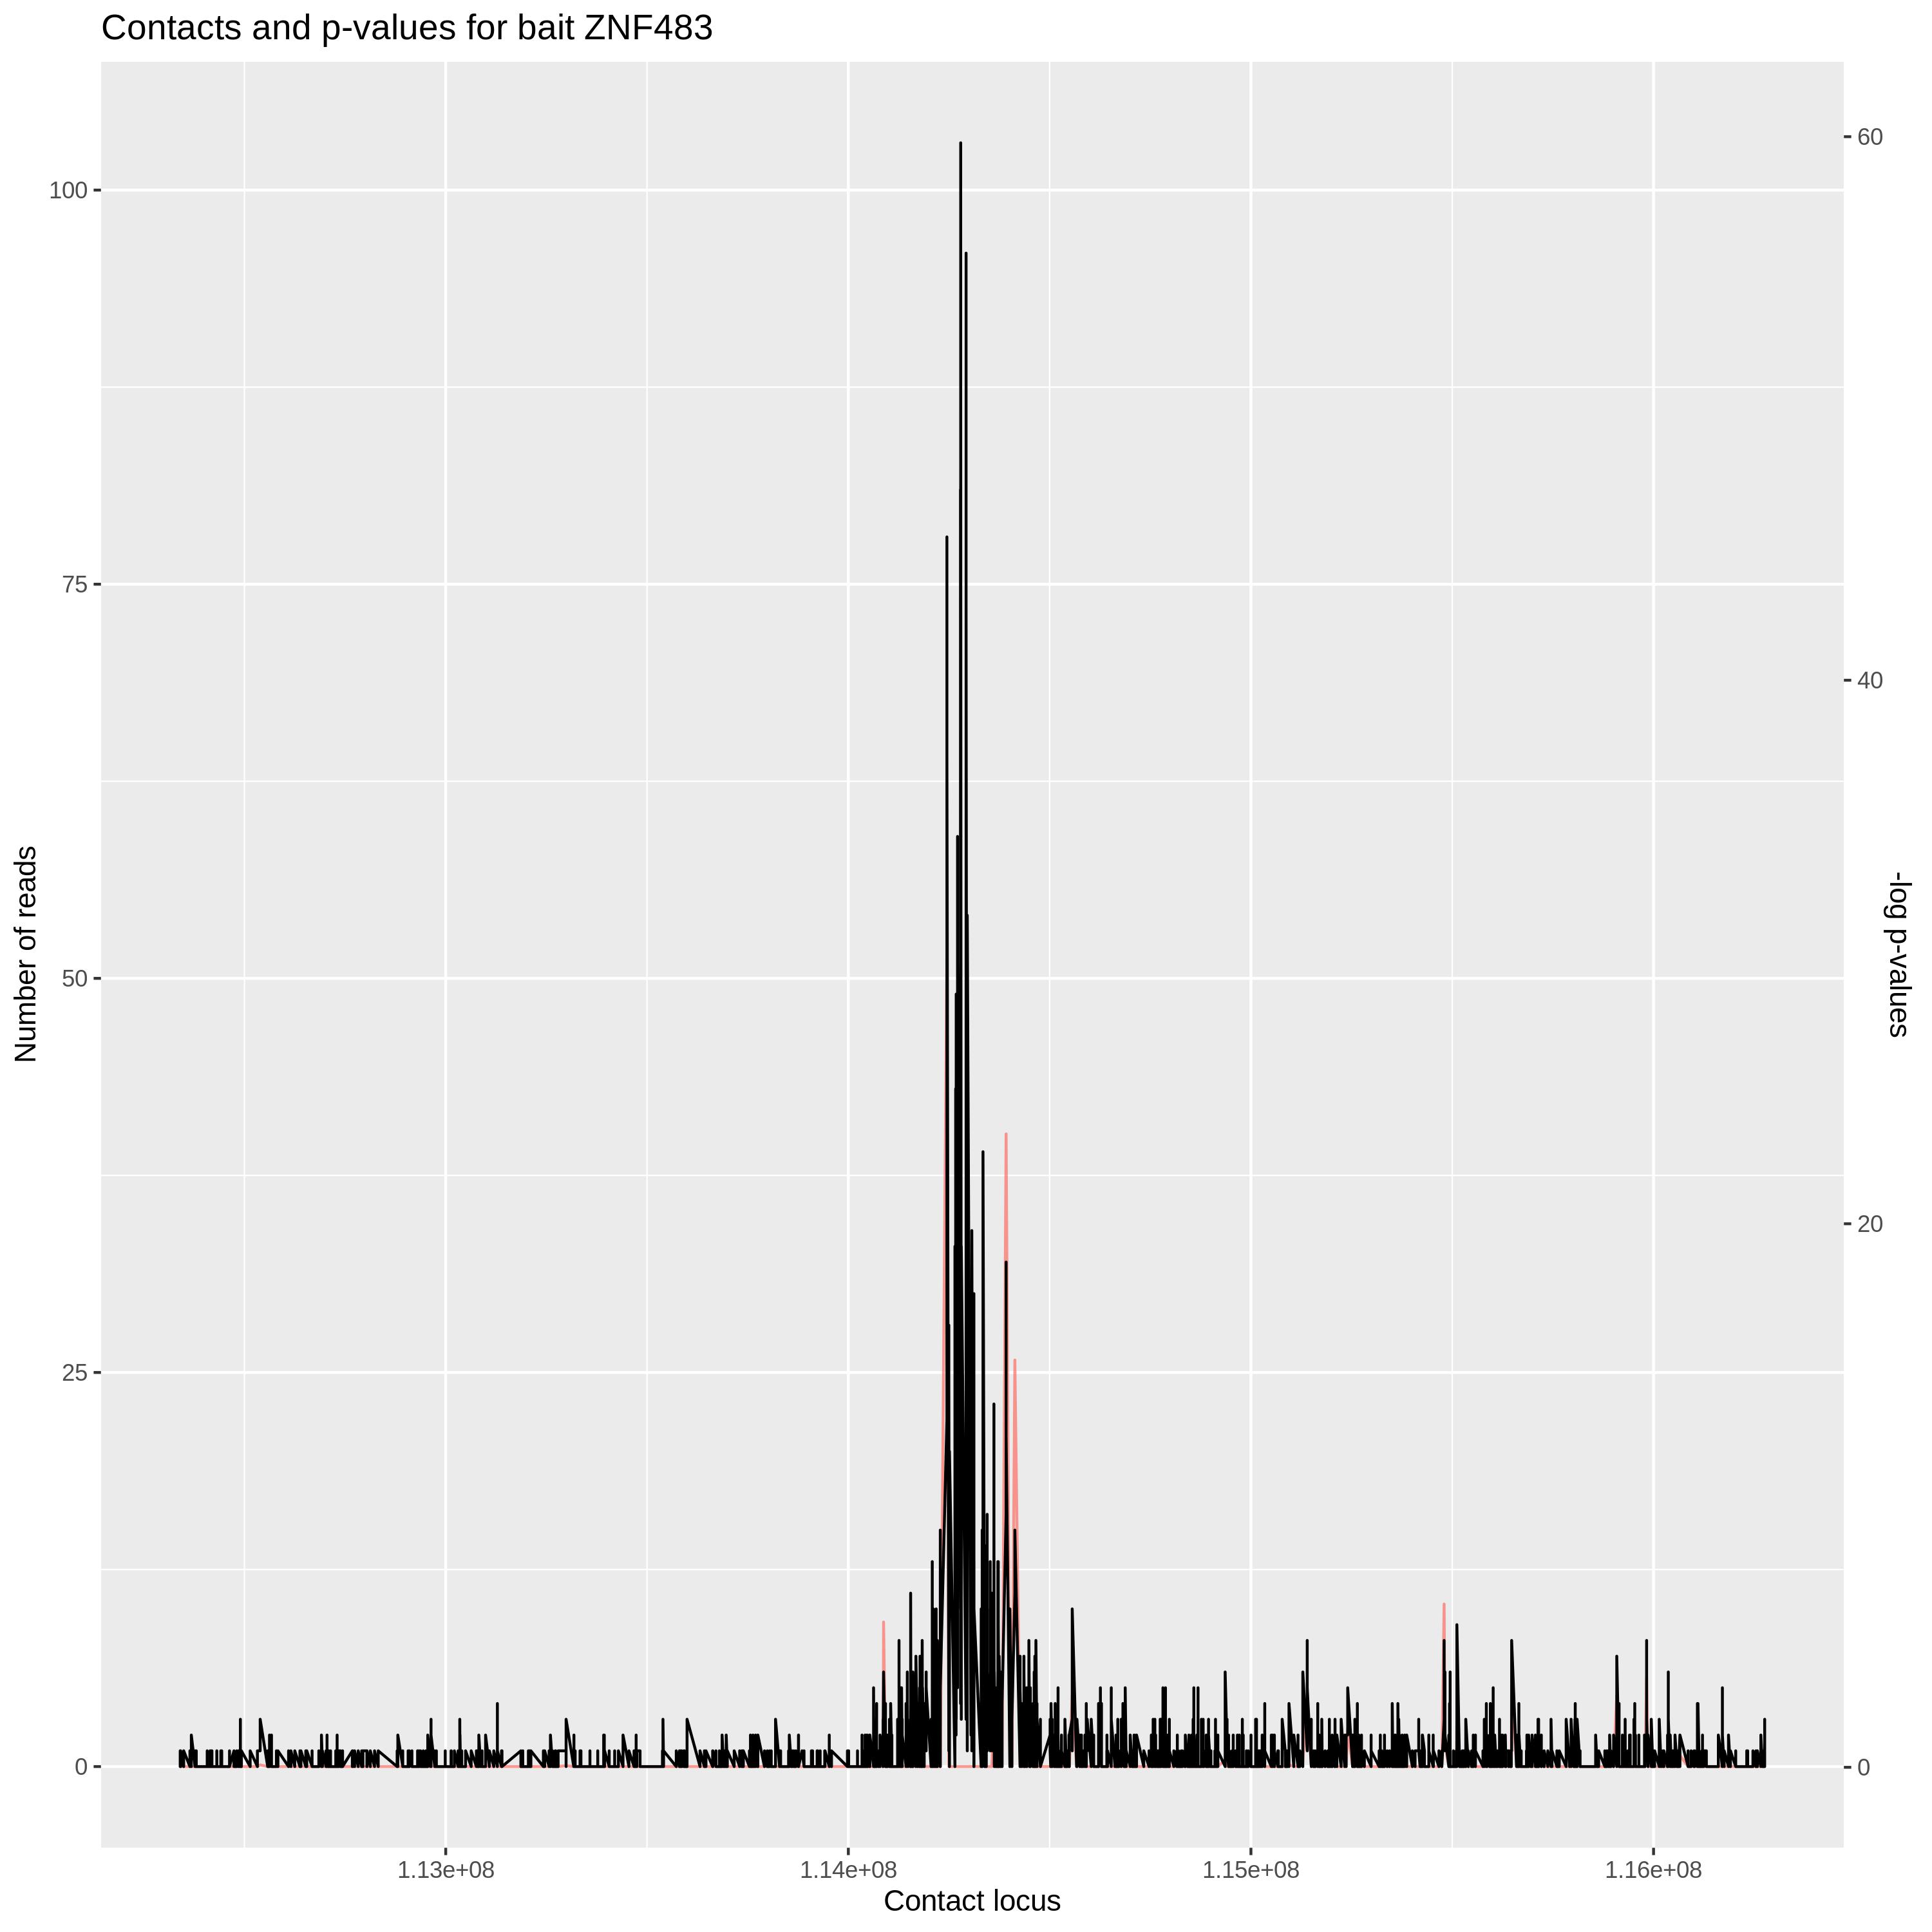 Contacts and p-values for bait ZNF483
100
75
50
25
0
Number of reads
60
40
20
0
-log p-values
1.13e+08
1.14e+08
1.15e+08
1.16e+08
Contact locus